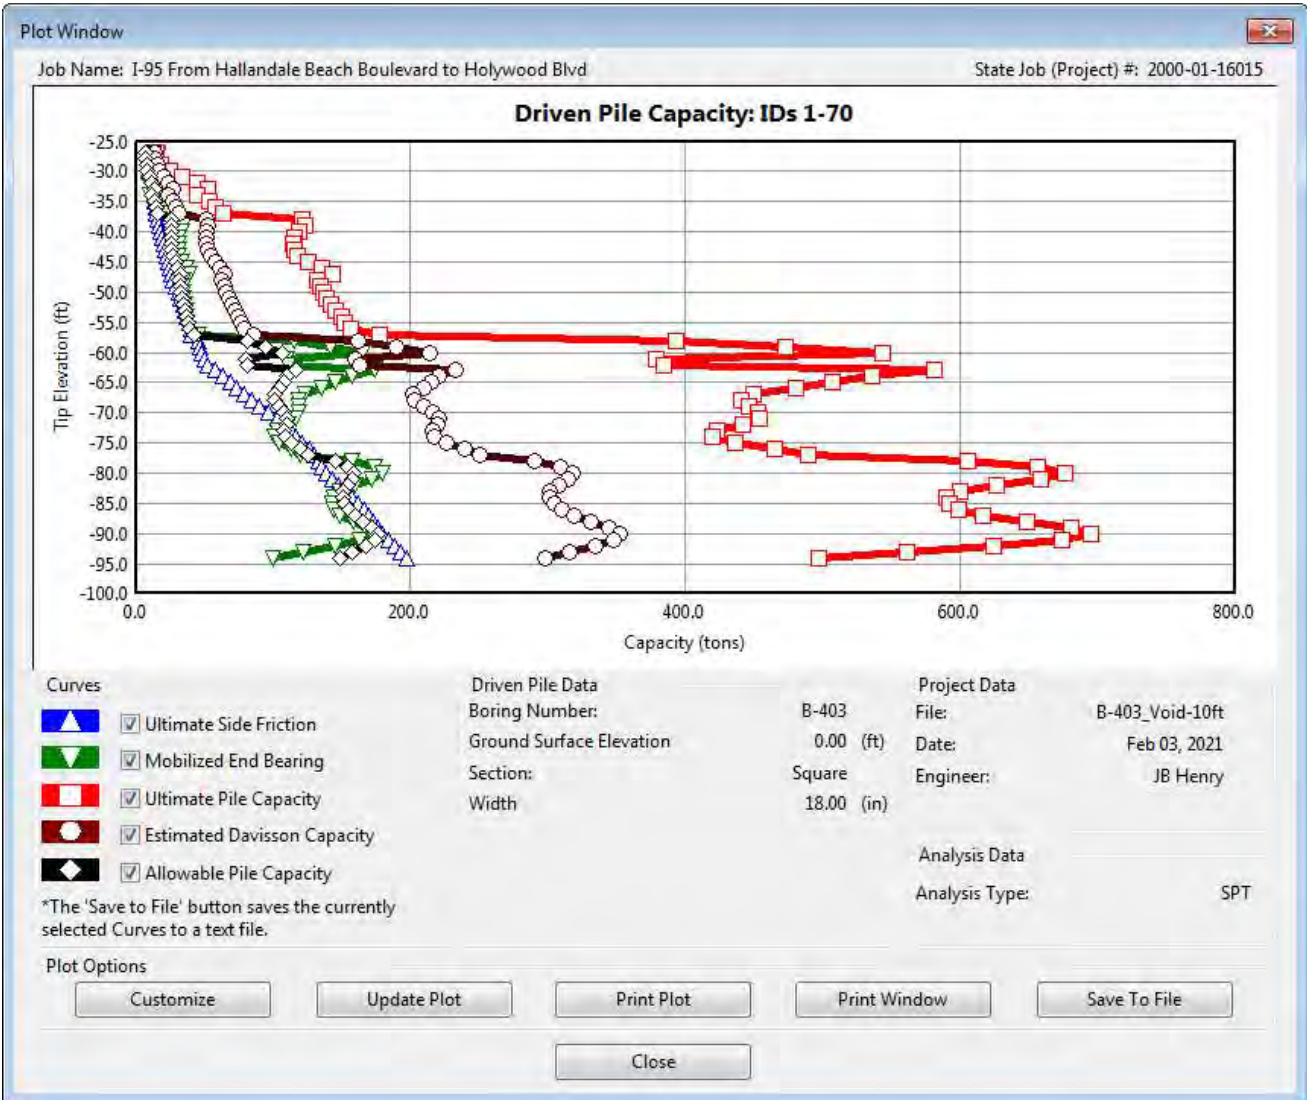 Plot Window
Job Name: I-95 From Hallandale Beach Boulevard to Holywood Blvd
State Job (Project) #: 2000-01-16015
Driven Pile Capacity: IDs 1-70
-25.0
-30.0
-35.0
-40.0
-45.0
-50.0
-55.0
-60.0
-65.0
-70.0
-75.0
-80.0
-85.0
-90.0
-95.0
-100.0
Tip Elevation (ft)
0.0 200.0 400.0 600.0 800.0
Capacity (tons)
Curves
Ultimate Side Friction
Mobilized End Bearing
Ultimate Pile Capacity
Estimated Davisson Capacity
Allowable Pile Capacity
*The 'Save to File' button saves the currently
selected Curves to a text file.
Driven Pile Data
Boring Number: B-403
Ground Surface Elevation 0.00 (ft)
Section: Square
Width 18.00 (in)
Project Data
File: B-403_Void-10ft
Date: Feb 03, 2021
Engineer: JB Henry
Analysis Data
Analysis Type: SPT
Plot Options
Customize Update Plot Print Plot Print Window Save To File
Close